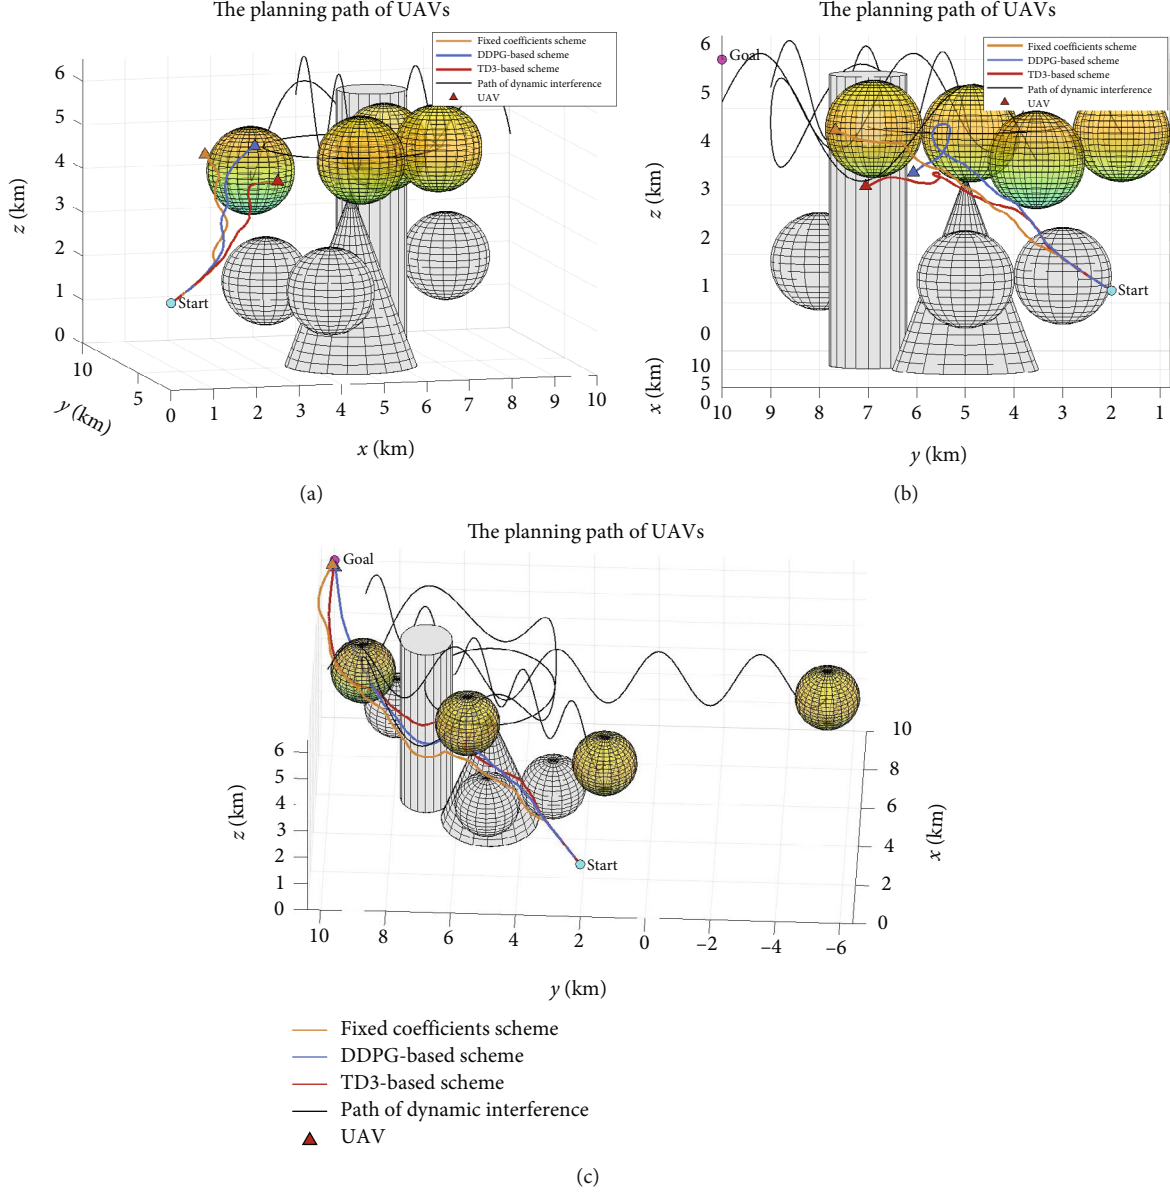 The planning path of UAVs
Fixed coefficients scheme
DDPG-based scheme
TD3-based scheme
Path of dynamic interference
UAV
6
5
4
3
2
1
0
z (km)
Start
10
5
y (km)
0 1 2 3 4 5 6 7 8 9 10
x (km)
(a)
The planning path of UAVs
Goal
Fixed coefficients scheme
DDPG-based scheme
TD3-based scheme
Path of dynamic interference
UAV
6
5
4
3
2
1
0
z (km)
Start
10
5
0
x (km)
10 9 8 7 6 5 4 3 2 1
y (km)
(b)
The planning path of UAVs
Goal
Start
6
5
4
3
2
1
0
z (km)
10
8
6
4
2
0
x (km)
10 8 6 4 2 0 −2 −4 −6
y (km)
Fixed coefficients scheme
DDPG-based scheme
TD3-based scheme
Path of dynamic interference
UAV
(c)